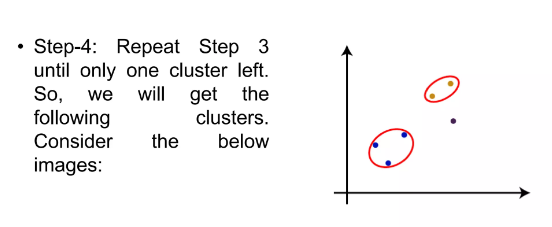 • Step-4: Repeat Step 3
until only one cluster left.
So, we will get the
following clusters.
Consider the below
images: